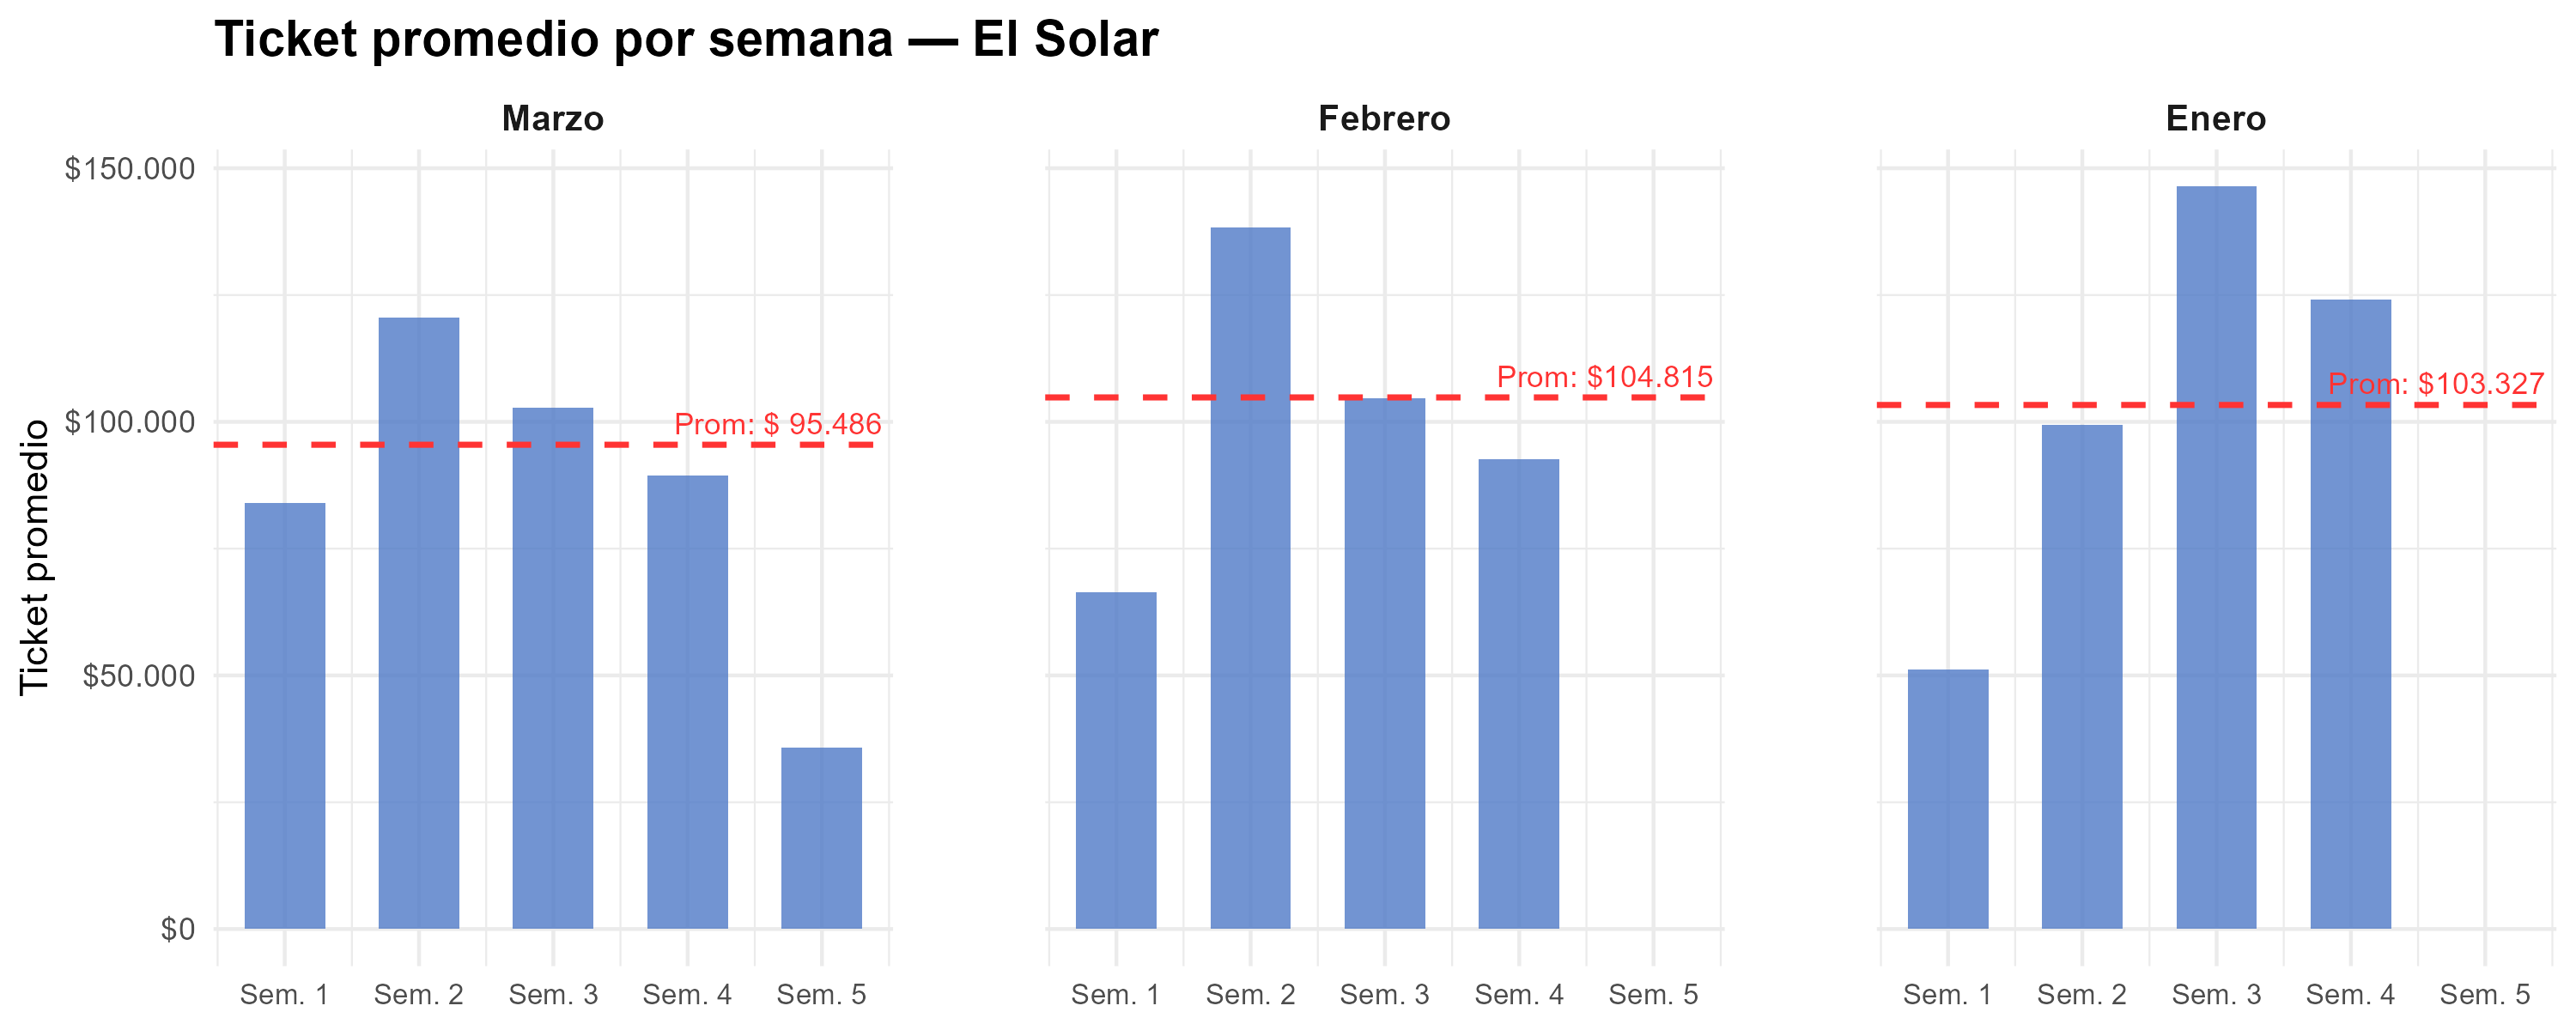 Ticket promedio por semana — El Solar
Marzo
Febrero
Enero
Ticket promedio
$150.000
$100.000
$50.000
$0
Prom: $ 95.486
Prom: $104.815
Prom: $103.327
Sem. 1 Sem. 2 Sem. 3 Sem. 4 Sem. 5
Sem. 1 Sem. 2 Sem. 3 Sem. 4 Sem. 5
Sem. 1 Sem. 2 Sem. 3 Sem. 4 Sem. 5